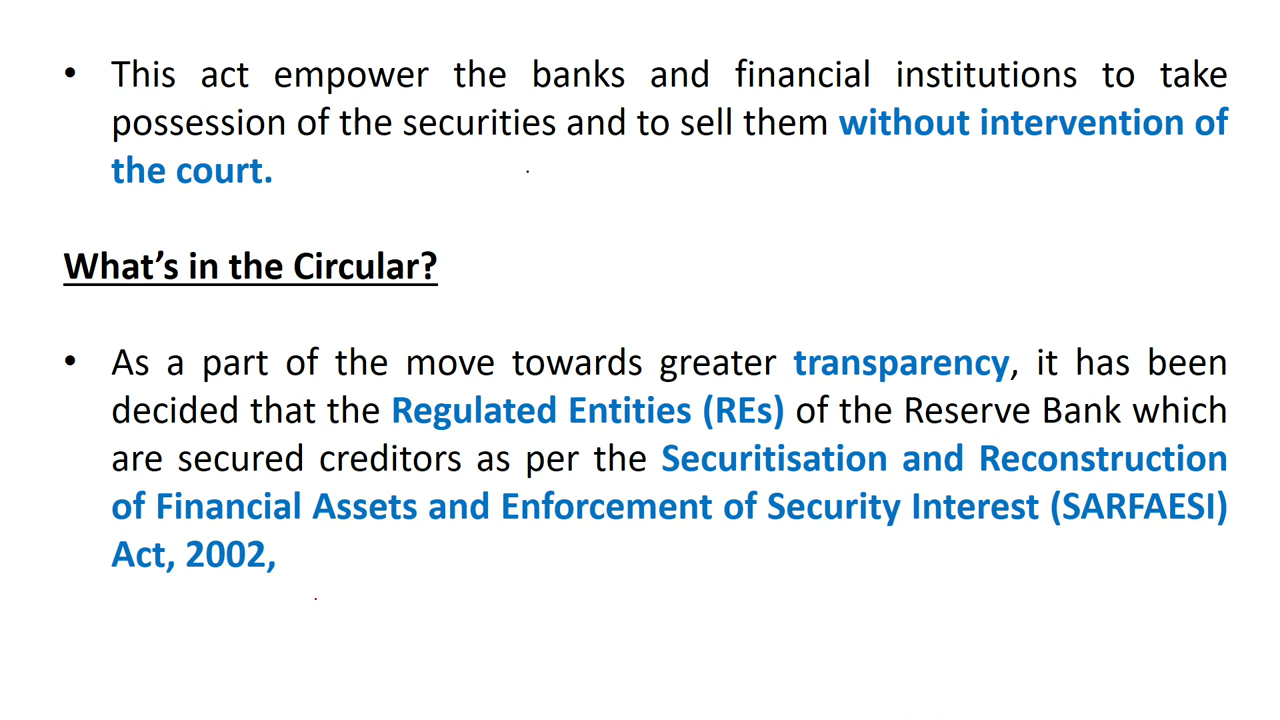 • This act empower the banks and financial institutions to take
possession of the securities and to sell them without intervention of
the court.
What’s in the Circular?
• As a part of the move towards greater transparency, it has been
decided that the Regulated Entities (REs) of the Reserve Bank which
are secured creditors as per the Securitisation and Reconstruction
of Financial Assets and Enforcement of Security Interest (SARFAESI)
Act, 2002,